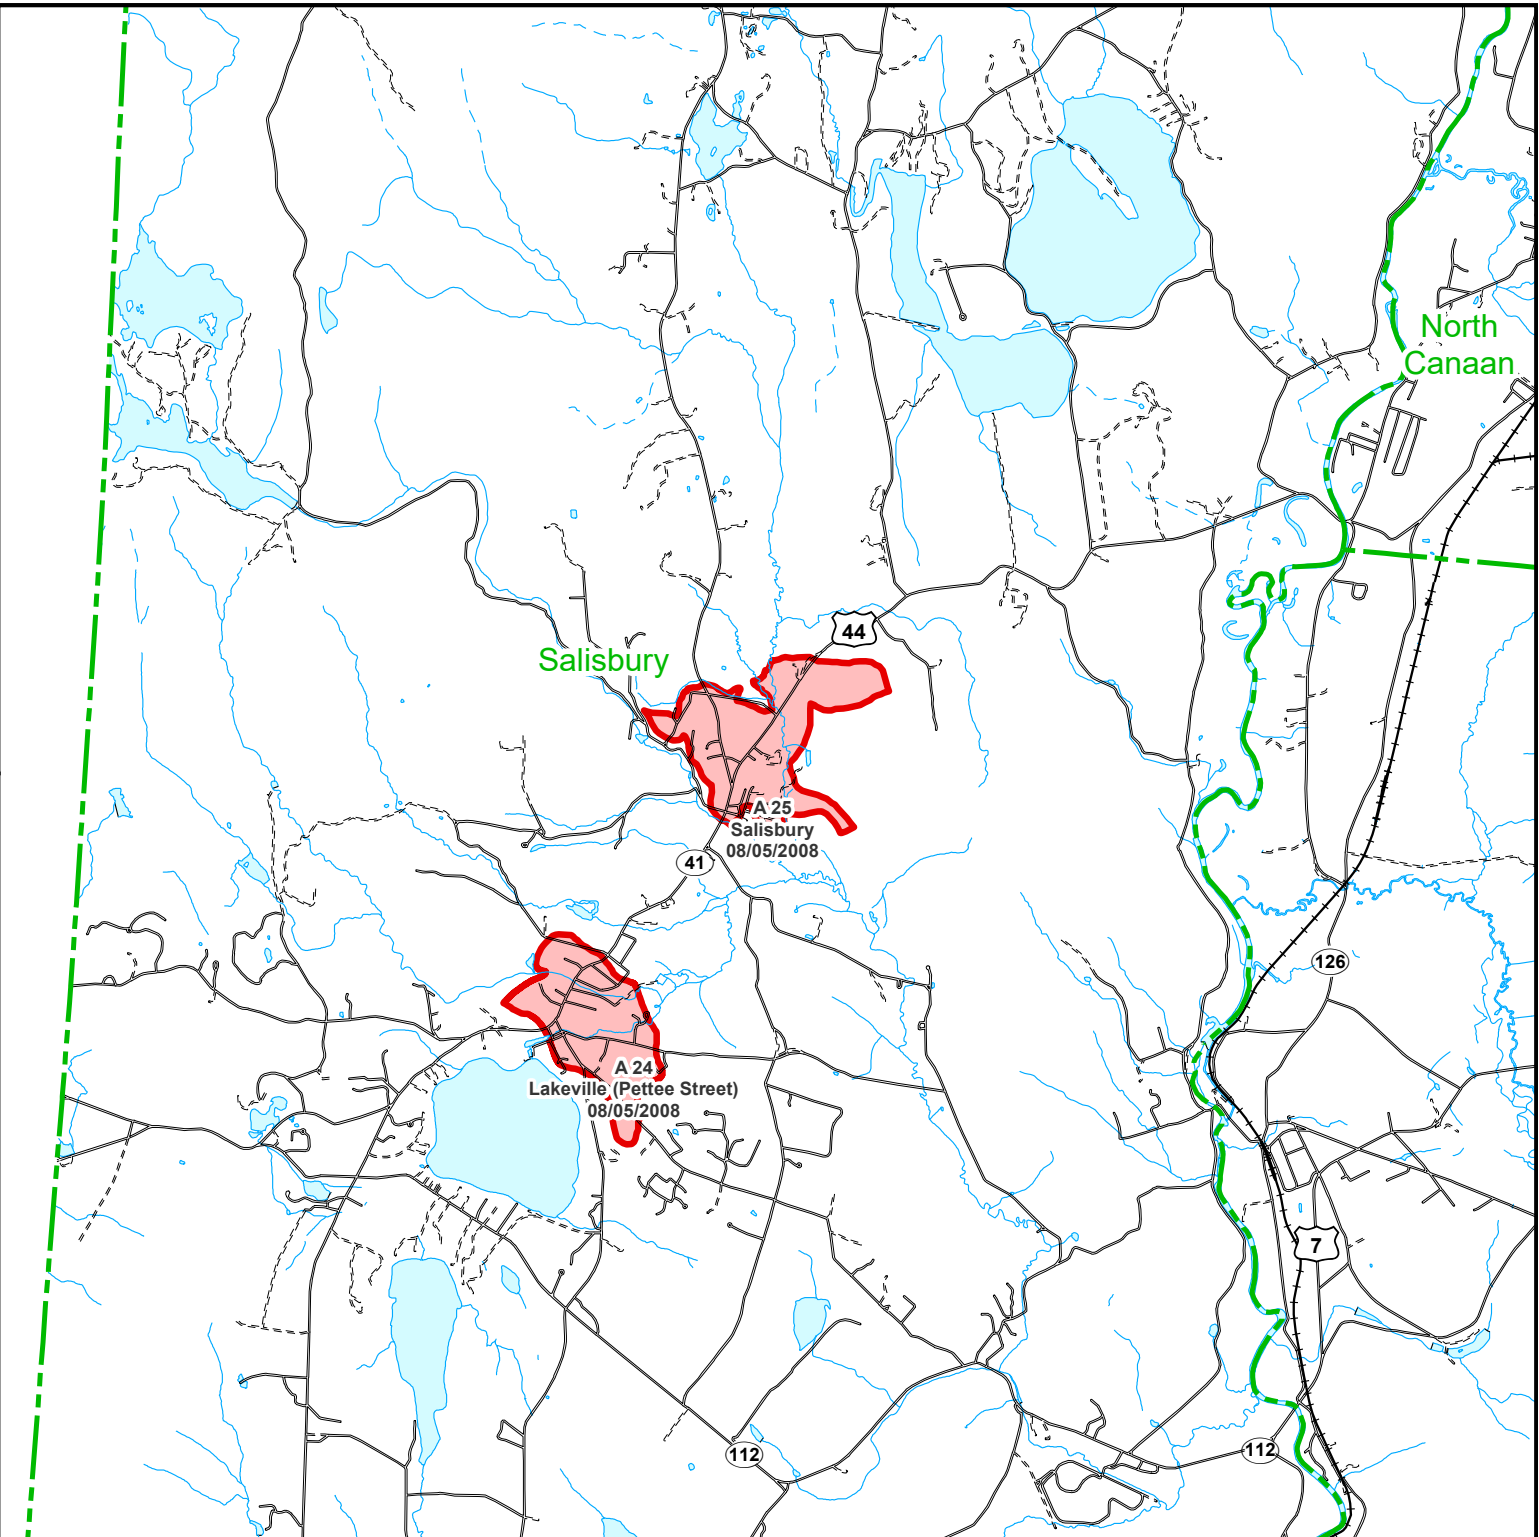 North
Canaan
44
Salisbury
A 25
Salisbury
08/05/2008
41
126
A 24
Lakeville (Pettee Street)
08/05/2008
7
112
112